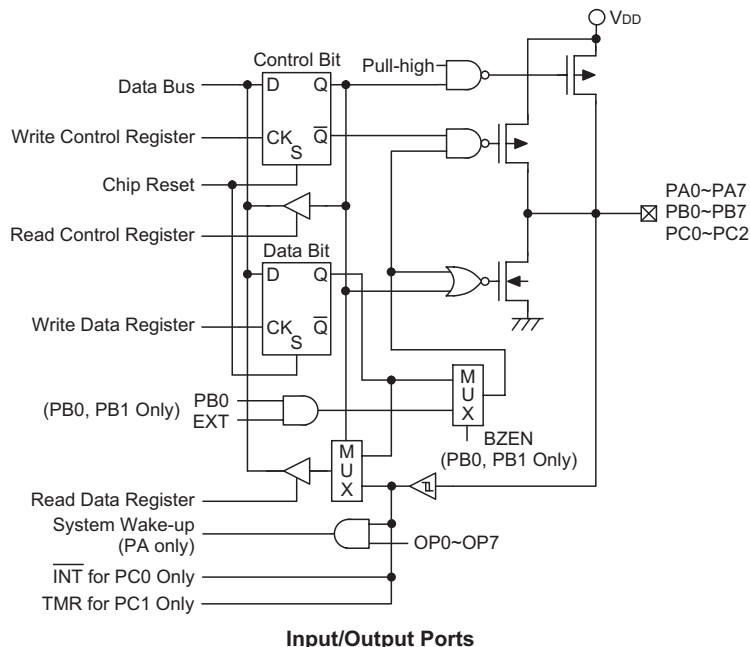 VDD
Control Bit
Pull-high
Data Bus
D Q
Write Control Register
CK Q̅
S
Chip Reset
PA0~PA7
PB0~PB7
PC0~PC2
Read Control Register
Data Bit
D Q
Write Data Register
CK Q̅
S
(PB0, PB1 Only)
PB0
EXT
M
U
X
BZEN
(PB0, PB1 Only)
M
U
X
Read Data Register
System Wake-up
(PA only)
OP0~OP7
I̅N̅T̅ for PC0 Only
TMR for PC1 Only
Input/Output Ports